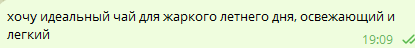 хочу идеальный чай для жаркого летнего дня, освежающий и
легкий
19:09